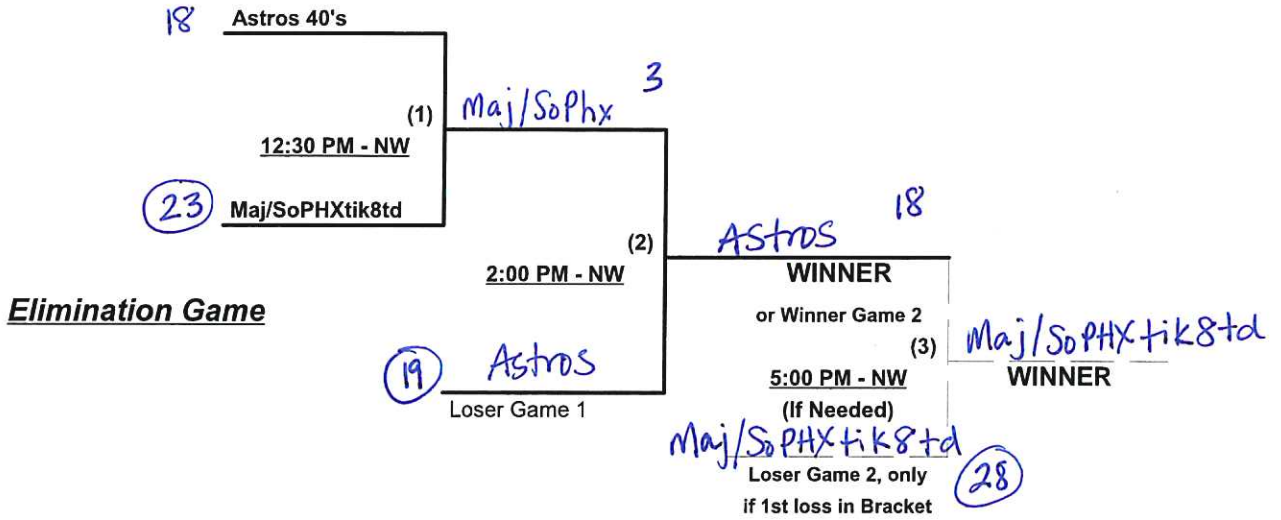 18 Astros 40's
(1) Maj/SoPhx 3
12:30 PM - NW
23 Maj/SoPHXtik8td
(2) Astros 18
2:00 PM - NW
WINNER
Elimination Game
or Winner Game 2
(3) Maj/SoPHXtik8td
19 Astros
5:00 PM - NW
WINNER
Loser Game 1
(If Needed)
Maj/SoPHXtik8td
Loser Game 2, only
28
if 1st loss in Bracket